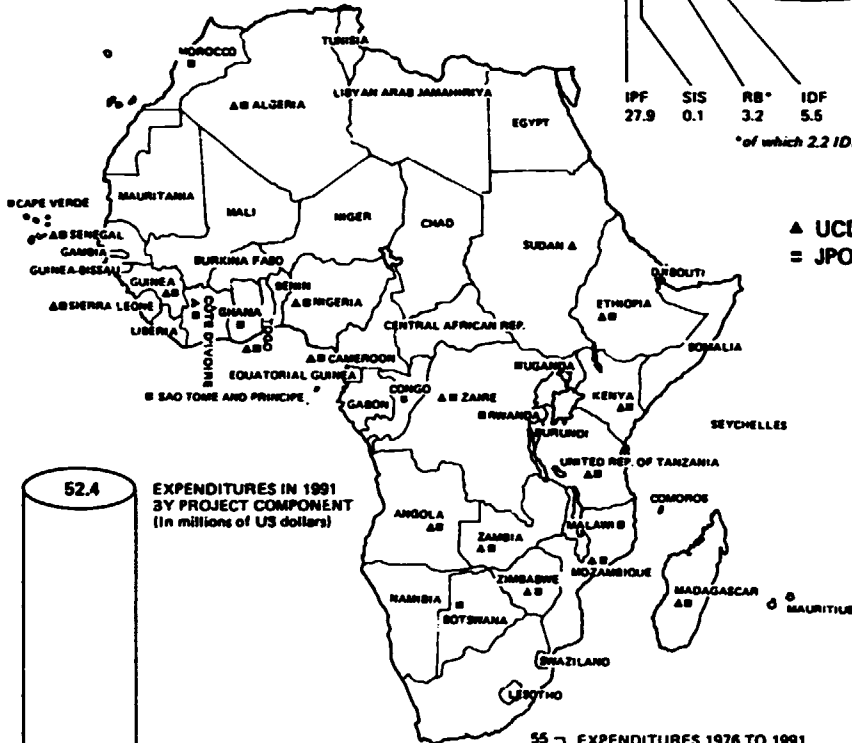 MOROCCO
TUNISIA
▲■ ALGERIA
LIBYAN ARAB JAMAHIRIYA
EGYPT
IPF SIS RB* IDF
27.9 0.1 3.2 5.5
*of which 2.2
■CAPE VERDE
MAURITANIA
MALI
NIGER
CHAD
SUDAN ▲
▲
= JPO
▲■ SENEGAL
GAMBIA
GUINEA-BISSAU
GUINEA
BURKINA FASO
BENIN
▲■ NIGERIA
DJIBOUTI
ETHIOPIA
▲■ SIERRA LEONE
LIBERIA
COTE D'IVOIRE
GHANA
TOGO
CENTRAL AFRICAN REP.
SOMALIA
▲■ CAMEROON
EQUATORIAL GUINEA
■ SAO TOME AND PRINCIPE
GABON
CONGO
▲■ ZAIRE
■UGANDA
■RWANDA
BURUNDI
KENYA
SEYCHELLES
UNITED REP. OF TANZANIA
52.4
EXPENDITURES IN 1991
BY PROJECT COMPONENT
(In millions of US dollars)
COMOROS
ANGOLA
ZAMBIA
MALAWI■
MOZAMBIQUE
ZIMBABWE
MADAGASCAR
MAURITIUS
NAMIBIA
BOTSWANA
SWAZILAND
LESOTHO
55 EXPENDITURES 1976 TO 1991